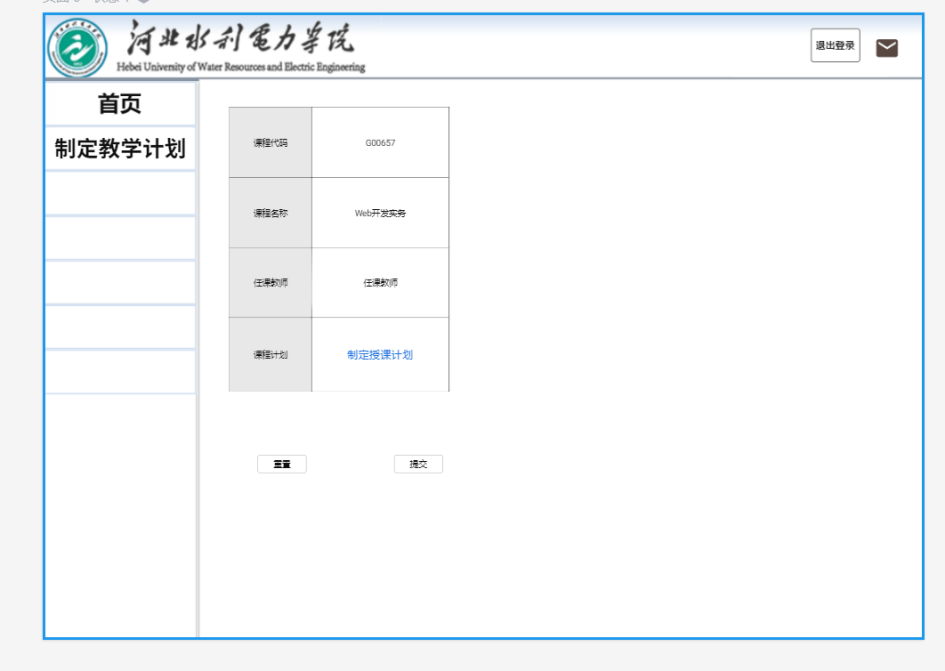 河北水利電力学院
Hebei University of Water Resources and Electric Engineering
退出登录
首页
制定教学计划
课程代码 G00657
课程名称 Web开发实务
任课教师 任课教师
课程计划 制定授课计划
重置 提交